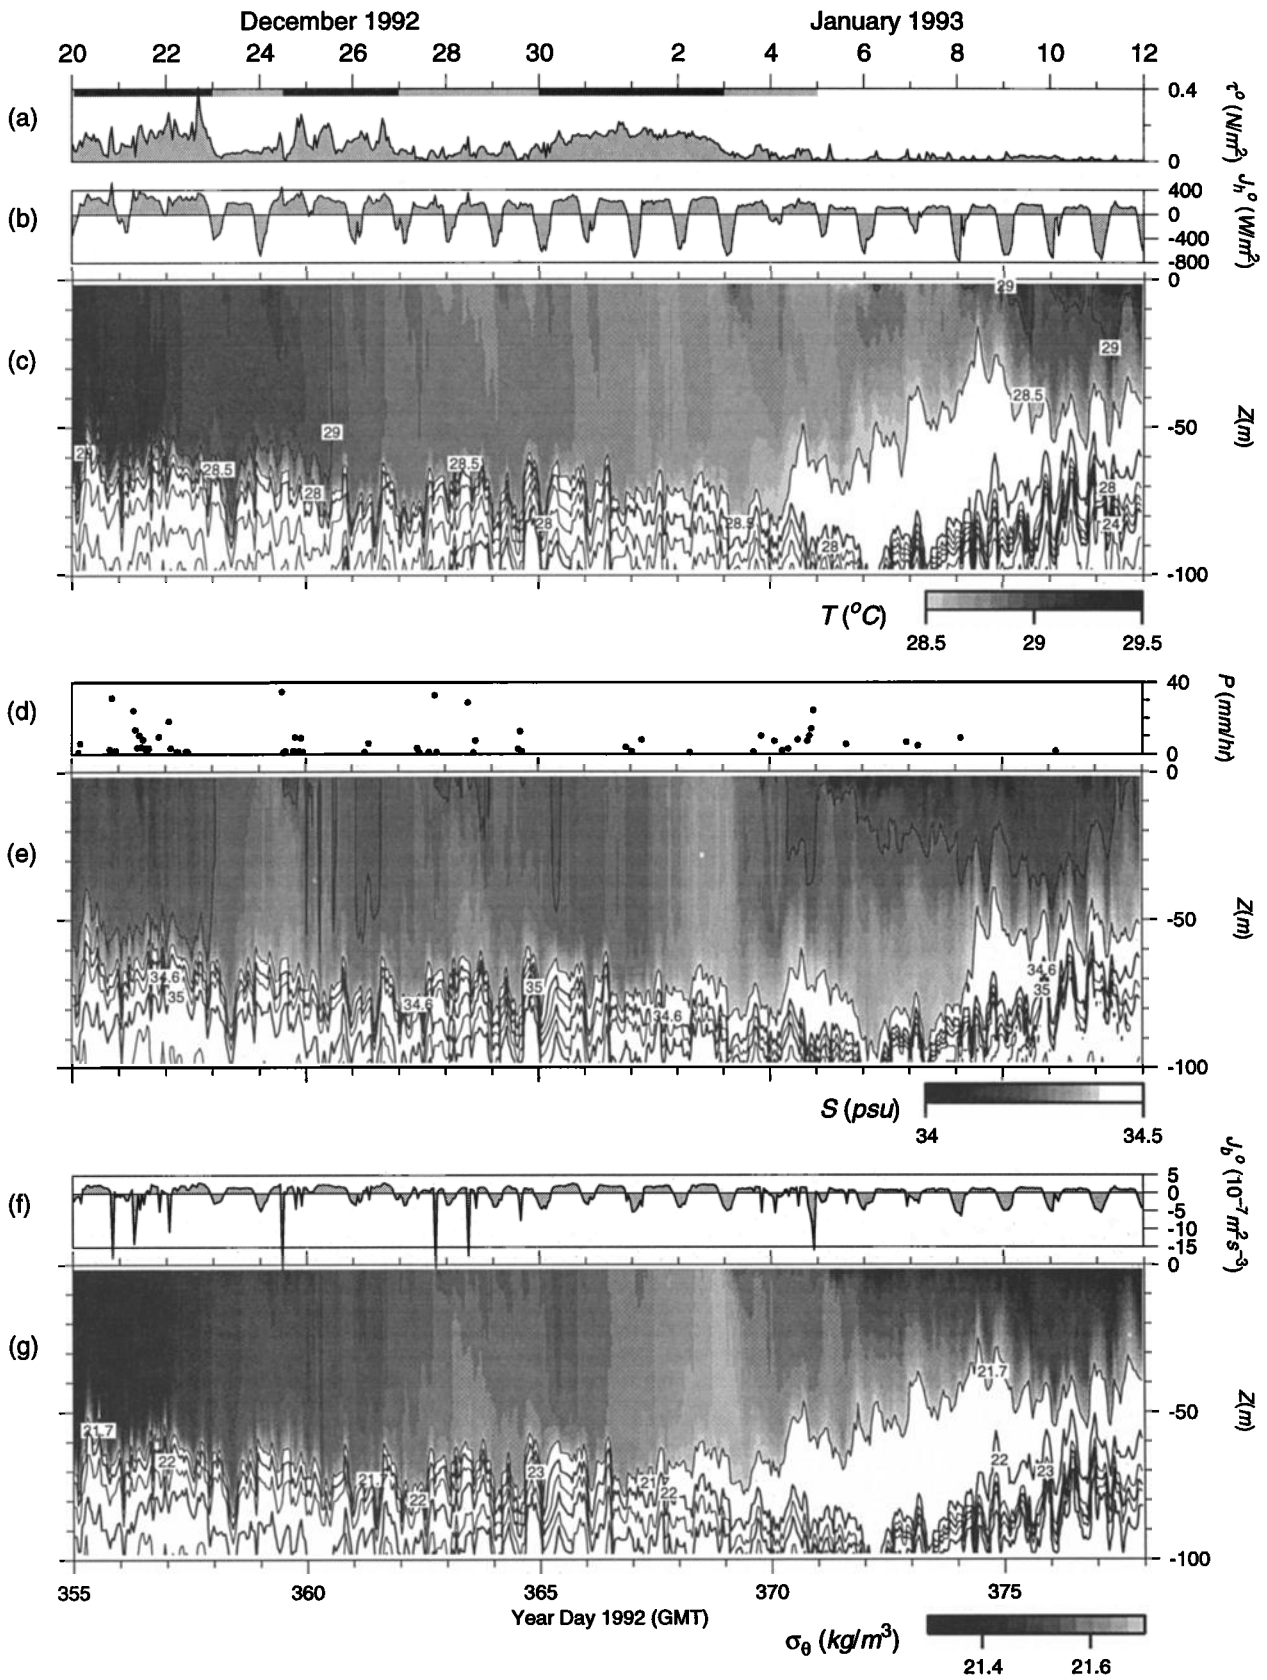 December 1992 January 1993
20 22 24 26 28 30 2 4 6 8 10 12
(a) 0.4 0 τ° (N/m²)
(b) 400 0 -400 -800 J_h° (W/m²)
(c) 0 -50 -100 Z(m)
29
29
29
28.5
28.5
28.5
29
28
28
28.5
28
28
24
T (°C)
28.5 29 29.5
(d) 40 0 P (mm/hr)
(e) 0 -50 -100 Z(m)
34.6
35
34.6
35
34.6
34.6
35
S (psu)
34 34.5
(f) 5 0 -5 -10 -15 J_b° (10⁻⁷ m² s⁻³)
(g) 0 -50 -100 Z(m)
21.7
21.7
22
21.7
22
23
22
22
23
355 360 365 370 375
Year Day 1992 (GMT)
σ_θ (kg/m³)
21.4 21.6